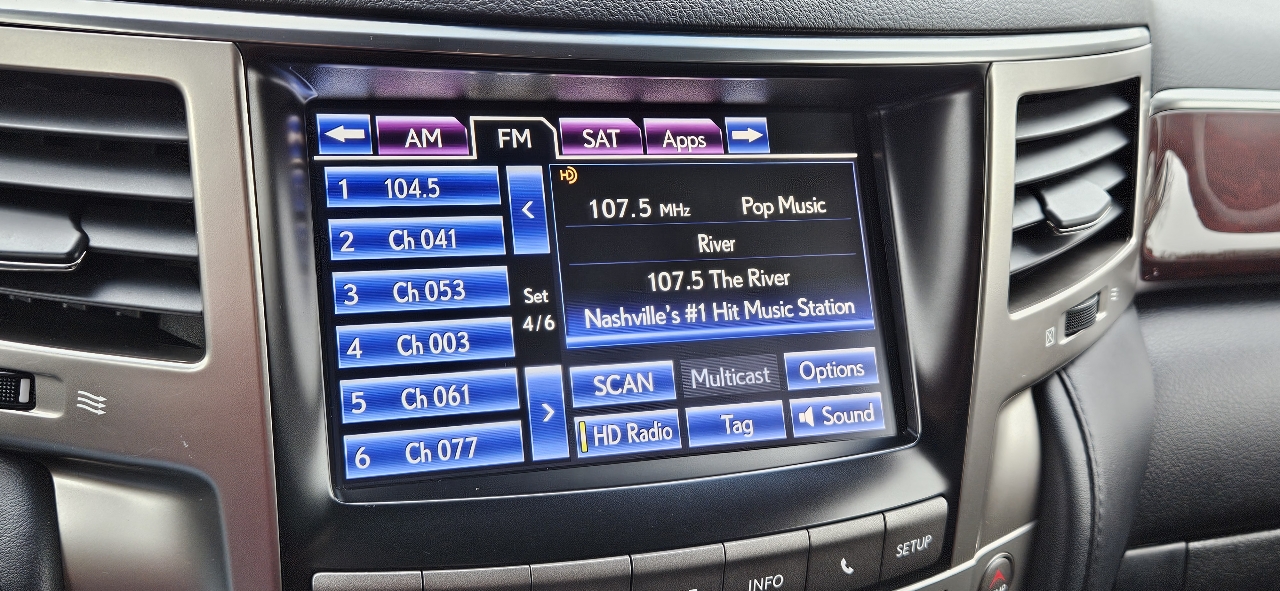 AM FM SAT Apps
1 104.5
2 Ch 041
3 Ch 053
4 Ch 003
5 Ch 061
6 Ch 077
Set
4/6
HD
107.5 MHz Pop Music
River
107.5 The River
Nashville's #1 Hit Music Station
SCAN Multicast Options
HD Radio Tag Sound
INFO SETUP